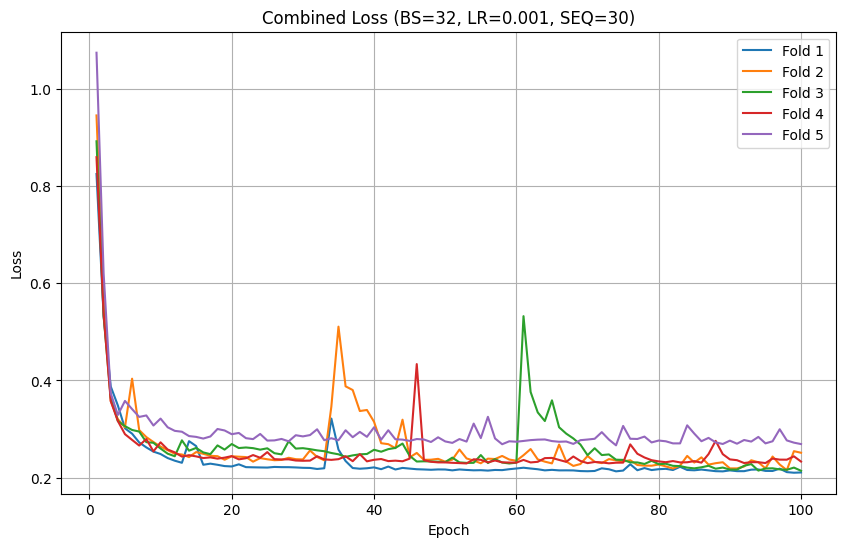 Combined Loss (BS=32, LR=0.001, SEQ=30)
Fold 1
Fold 2
Fold 3
Fold 4
Fold 5
Loss
1.0
0.8
0.6
0.4
0.2
0 20 40 60 80 100
Epoch